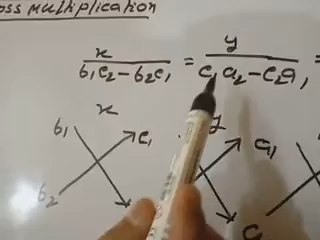 oss multiplication
x / (b₁c₂ - b₂c₁) = y / (c₁a₂ - c₂a₁) =
x y
b₁ c₁ a₁
b₂